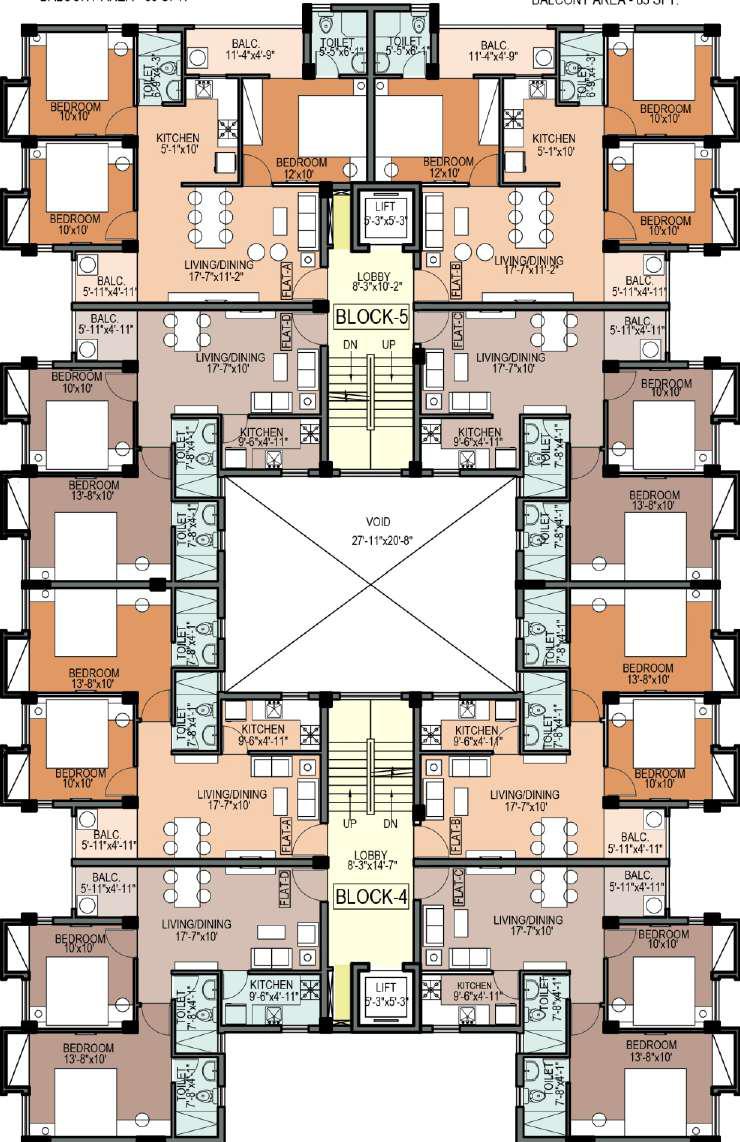 BALCONY AREA - 85 SFT.
BALC.
11'-4"x4'-9"
TOILET
5'-5"x6'-1"
TOILET
5'-5"x6'-1"
BALC.
11'-4"x4'-9"
TOILET
6'-9"x4'-3"
TOILET
6'-9"x4'-3"
BEDROOM
10'x10'
KITCHEN
5'-1"x10'
BEDROOM
12'x10'
BEDROOM
12'x10'
KITCHEN
5'-1"x10'
BEDROOM
10'x10'
BEDROOM
10'x10'
LIFT
5'-3"x5'-3"
BEDROOM
10'x10'
LIVING/DINING
17'-7"x11'-2"
FLAT-A
LOBBY
8'-3"x10'-2"
FLAT-B
LIVING/DINING
17'-7"x11'-2"
BALC.
5'-11"x4'-11"
BALC.
5'-11"x4'-11"
BALC.
5'-11"x4'-11"
FLAT-D
BLOCK-5
FLAT-C
BALC.
5'-11"x4'-11"
LIVING/DINING
17'-7"x10'
DN
UP
LIVING/DINING
17'-7"x10'
BEDROOM
10'x10'
BEDROOM
10'x10'
TOILET
7'-8"x4'-1"
KITCHEN
9'-6"x4'-11"
KITCHEN
9'-6"x4'-11"
TOILET
7'-8"x4'-1"
BEDROOM
13'-8"x10'
TOILET
7'-8"x4'-1"
VOID
27'-11"x20'-8"
TOILET
7'-8"x4'-1"
BEDROOM
13'-8"x10'
BEDROOM
13'-8"x10'
TOILET
7'-8"x4'-1"
TOILET
7'-8"x4'-1"
BEDROOM
13'-8"x10'
TOILET
7'-8"x4'-1"
KITCHEN
9'-6"x4'-11"
KITCHEN
9'-6"x4'-11"
TOILET
7'-8"x4'-1"
BEDROOM
10'x10'
LIVING/DINING
17'-7"x10'
LIVING/DINING
17'-7"x10'
BEDROOM
10'x10'
BALC.
5'-11"x4'-11"
FLAT-A
UP
DN
FLAT-B
BALC.
5'-11"x4'-11"
LOBBY
8'-3"x14'-7"
BALC.
5'-11"x4'-11"
FLAT-D
BLOCK-4
FLAT-C
BALC.
5'-11"x4'-11"
LIVING/DINING
17'-7"x10'
LIVING/DINING
17'-7"x10'
BEDROOM
10'x10'
BEDROOM
10'x10'
TOILET
7'-8"x4'-1"
KITCHEN
9'-6"x4'-11"
LIFT
5'-3"x5'-3"
KITCHEN
9'-6"x4'-11"
TOILET
7'-8"x4'-1"
BEDROOM
13'-8"x10'
TOILET
7'-8"x4'-1"
TOILET
7'-8"x4'-1"
BEDROOM
13'-8"x10'